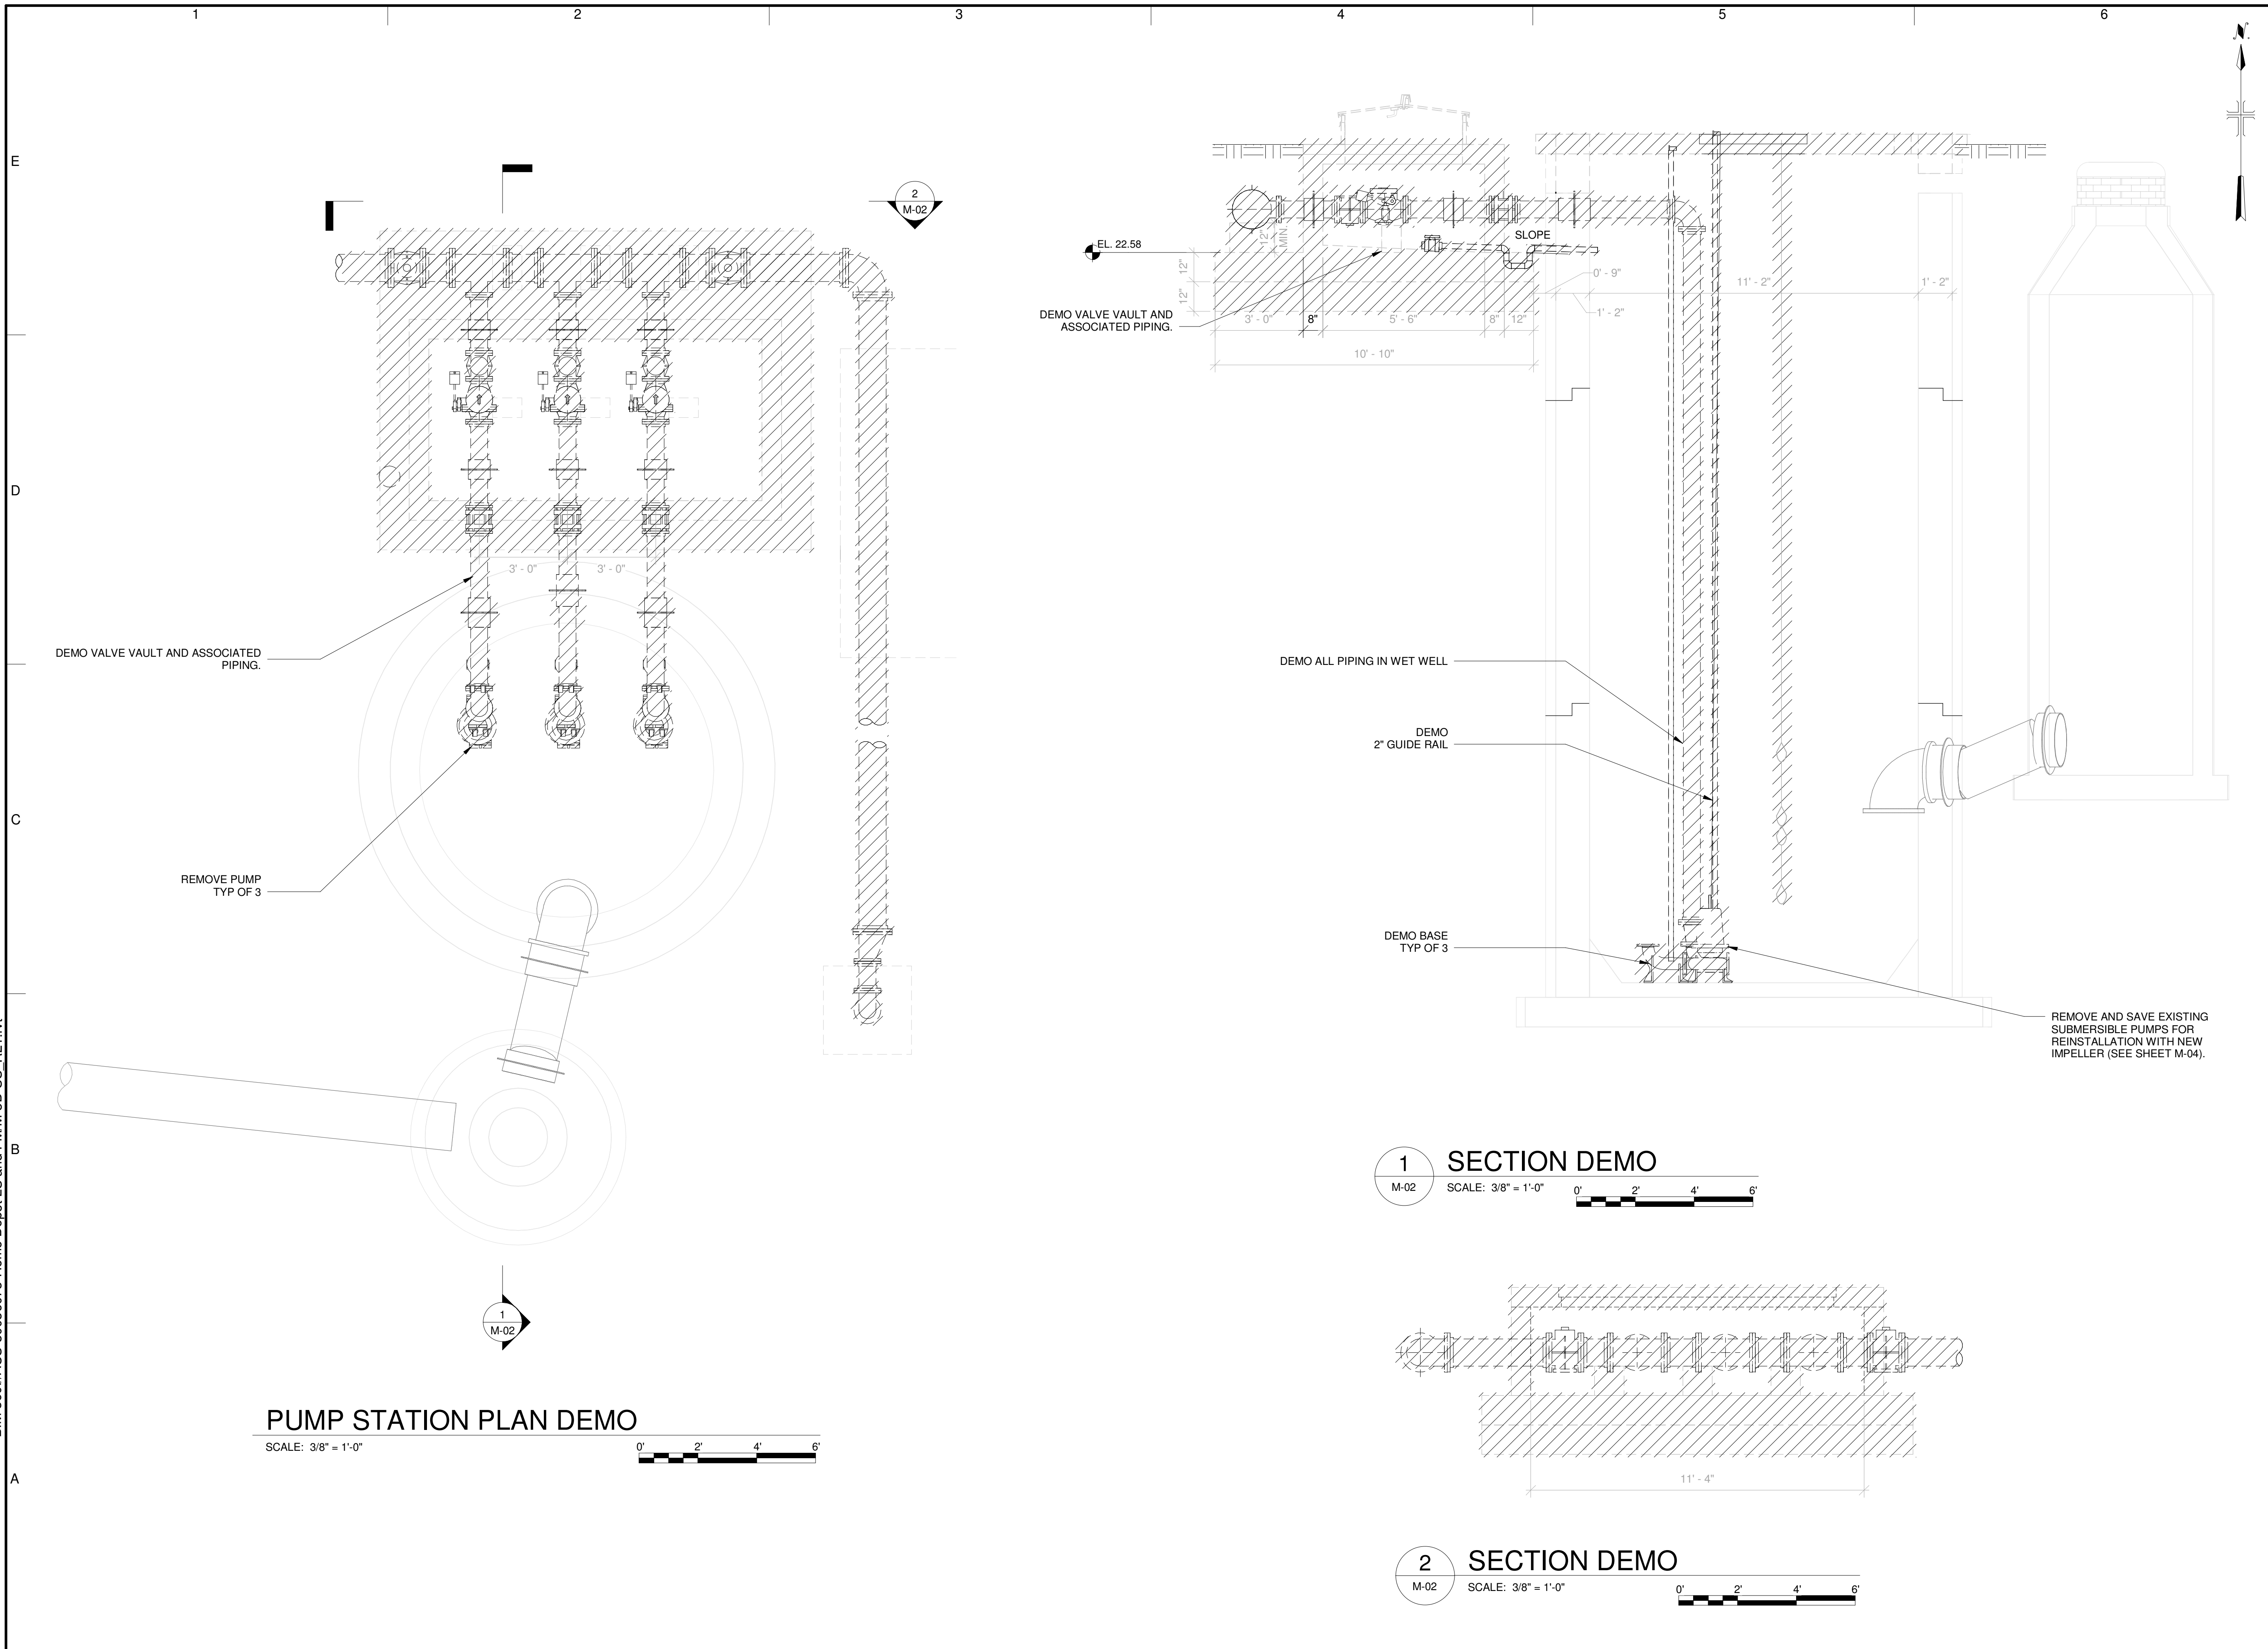 1
2
3
4
5
6
N
E
D
C
B
A
2
M-02
3' - 0"
3' - 0"
DEMO VALVE VAULT AND ASSOCIATED
PIPING.
REMOVE PUMP
TYP OF 3
1
M-02
PUMP STATION PLAN DEMO
SCALE: 3/8" = 1'-0"
0'
2'
4'
6'
EL. 22.58
12"
MIN.
12"
12"
SLOPE
0' - 9"
11' - 2"
1' - 2"
1' - 2"
DEMO VALVE VAULT AND
ASSOCIATED PIPING.
3' - 0"
8"
5' - 6"
8"
12"
10' - 10"
DEMO ALL PIPING IN WET WELL
DEMO
2" GUIDE RAIL
DEMO BASE
TYP OF 3
REMOVE AND SAVE EXISTING
SUBMERSIBLE PUMPS FOR
REINSTALLATION WITH NEW
IMPELLER (SEE SHEET M-04).
1
M-02
SECTION DEMO
SCALE: 3/8" = 1'-0"
0'
2'
4'
6'
11' - 4"
2
M-02
SECTION DEMO
SCALE: 3/8" = 1'-0"
0'
2'
4'
6'